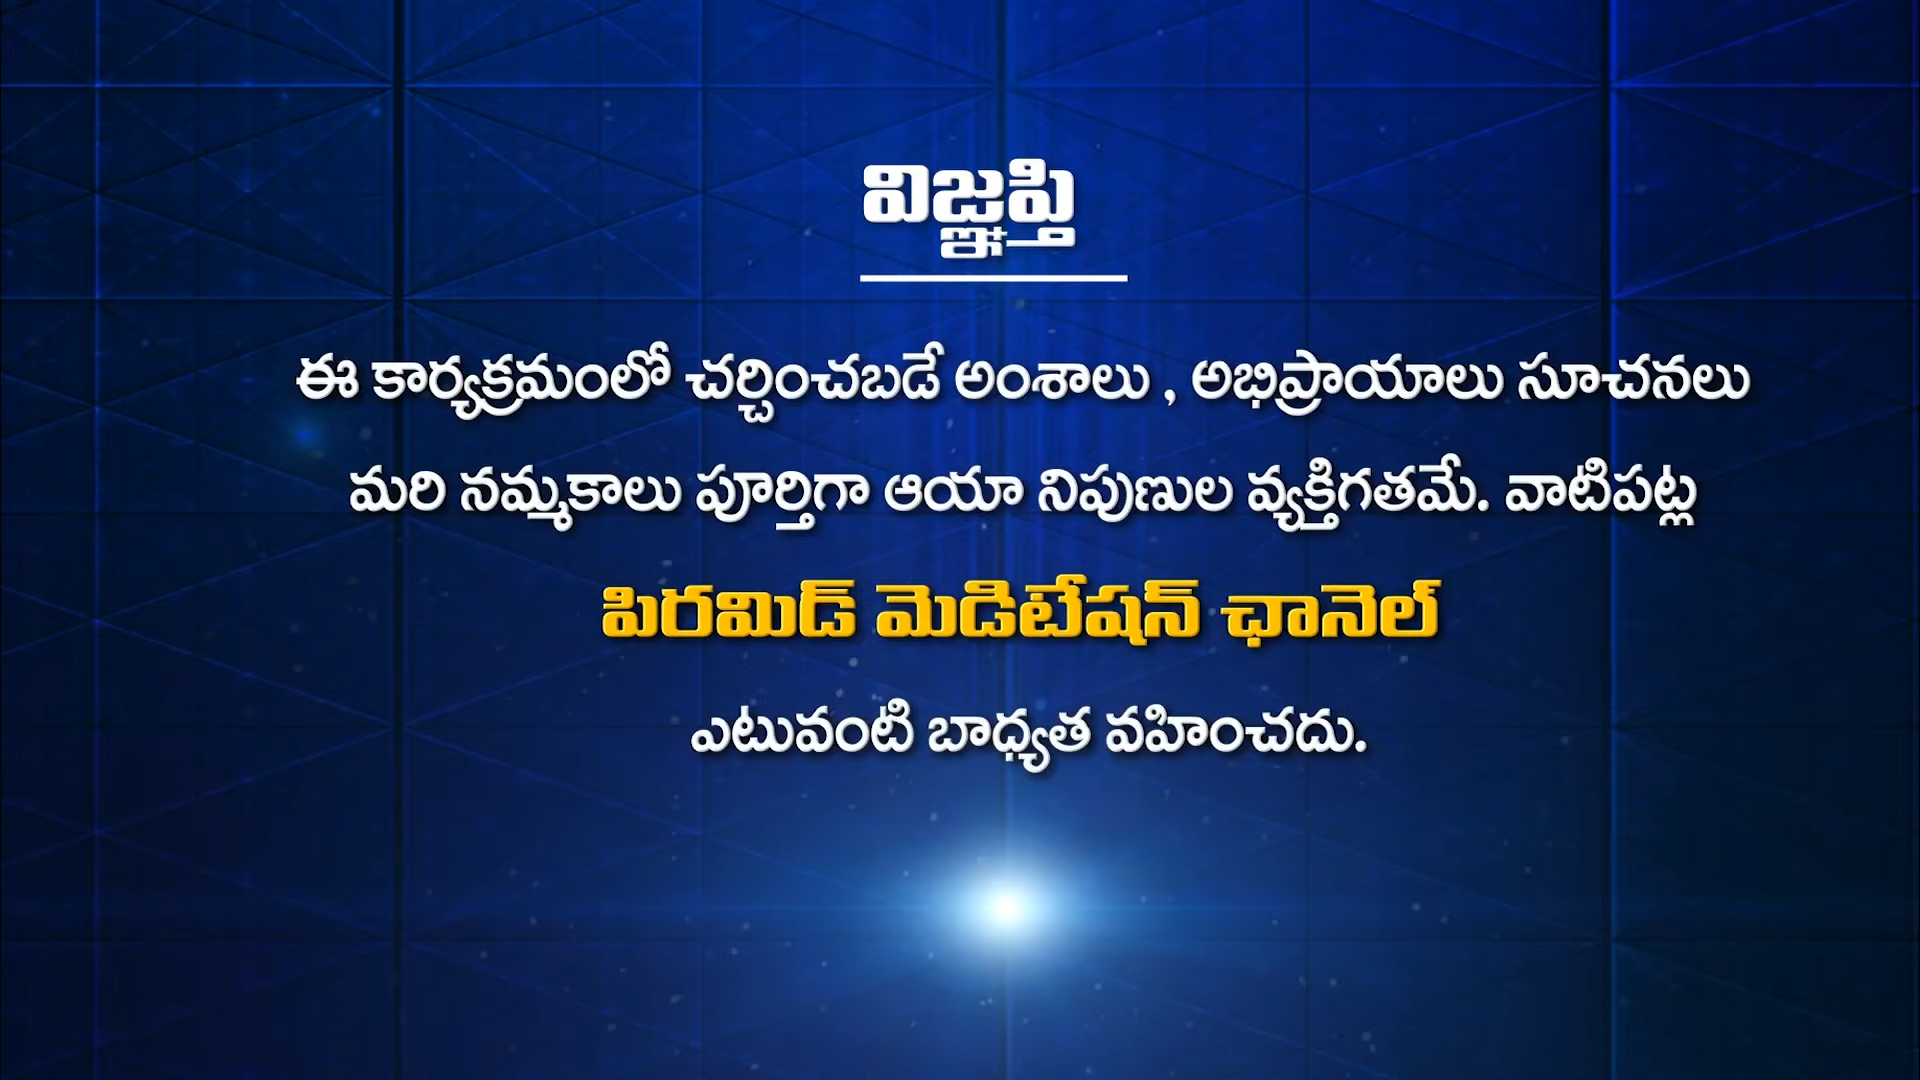 విజ్ఞప్తి
ఈ కార్యక్రమంలో చర్చించబడే అంశాలు , అభిప్రాయాలు సూచనలు
మరి నమ్మకాలు పూర్తిగా ఆయా నిపుణుల వ్యక్తిగతమే. వాటిపట్ల
పిరమిడ్ మెడిటేషన్ ఛానెల్
ఎటువంటి బాధ్యత వహించదు.